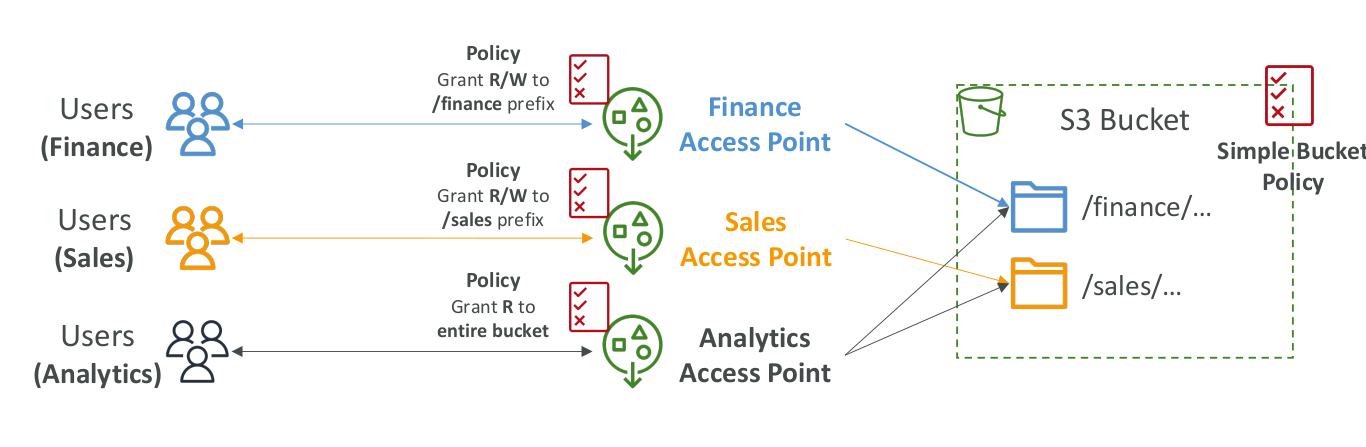 Users
(Finance)
Policy
Grant R/W to
/finance prefix
Finance
Access Point
Users
(Sales)
Policy
Grant R/W to
/sales prefix
Sales
Access Point
Users
(Analytics)
Policy
Grant R to
entire bucket
Analytics
Access Point
S3 Bucket
Simple Bucket
Policy
/finance/...
/sales/...